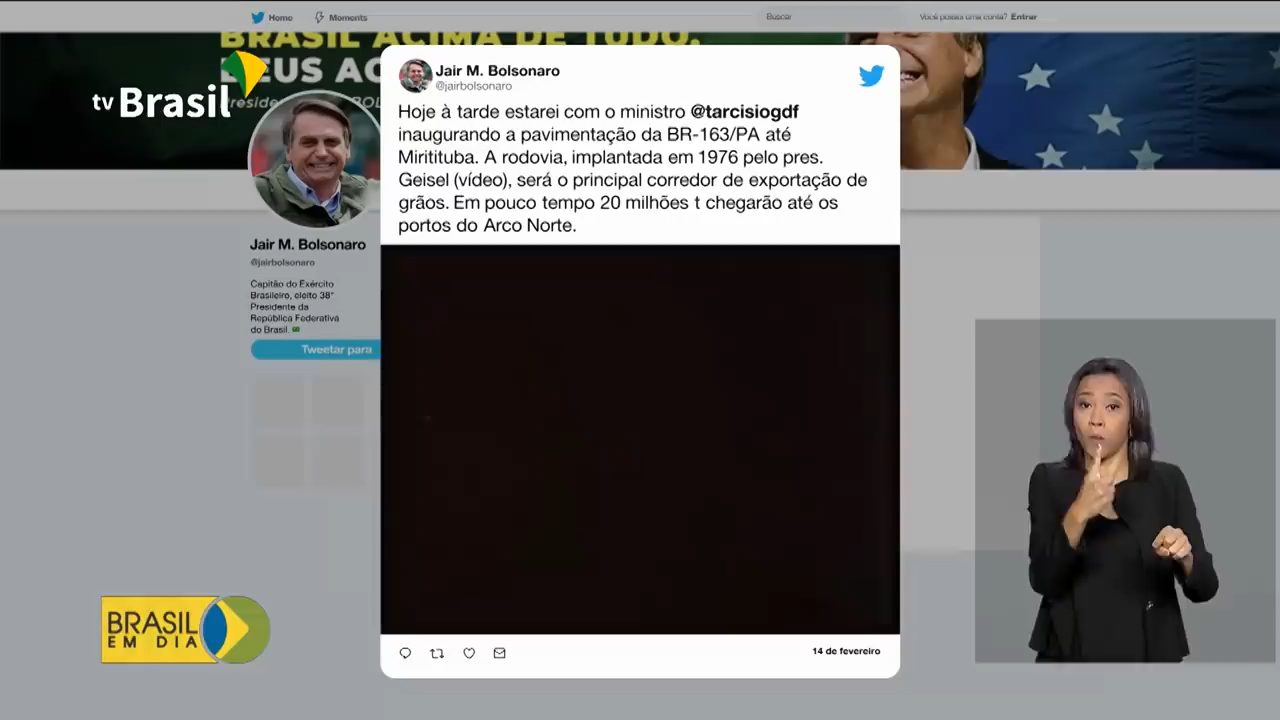 Home
Moments
Buscar
Você possui uma conta? Entrar
BRASIL ACIMA DE TUDO.
DEUS AC
tv Brasil
Jair M. Bolsonaro
@jairbolsonaro
Hoje à tarde estarei com o ministro @tarcisiogdf
inaugurando a pavimentação da BR-163/PA até
Miritituba. A rodovia, implantada em 1976 pelo pres.
Geisel (vídeo), será o principal corredor de exportação de
grãos. Em pouco tempo 20 milhões t chegarão até os
portos do Arco Norte.
Jair M. Bolsonaro
@jairbolsonaro
Capitão do Exército
Brasileiro, eleito 38°
Presidente da
República Federativa
do Brasil.
Tweetar para
BRASIL
EM DIA
14 de fevereiro